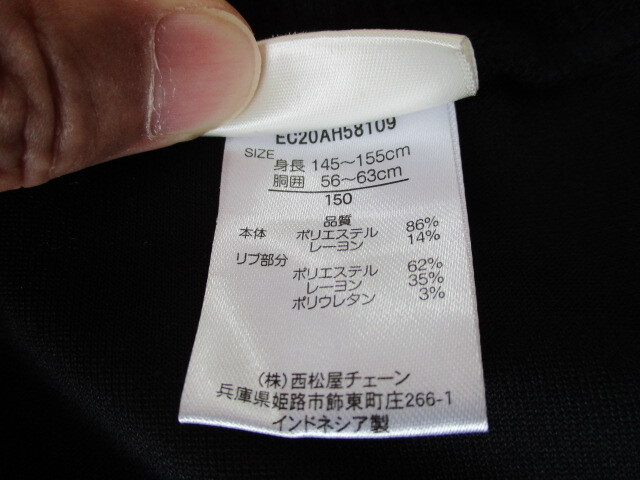 EC20AH58109
SIZE
身長 145〜155cm
胴囲 56〜63cm
150
品質
本体 ポリエステル 86%
レーヨン 14%
リブ部分
ポリエステル 62%
レーヨン 35%
ポリウレタン 3%
(株)西松屋チェーン
兵庫県姫路市飾東町庄266-1
インドネシア製